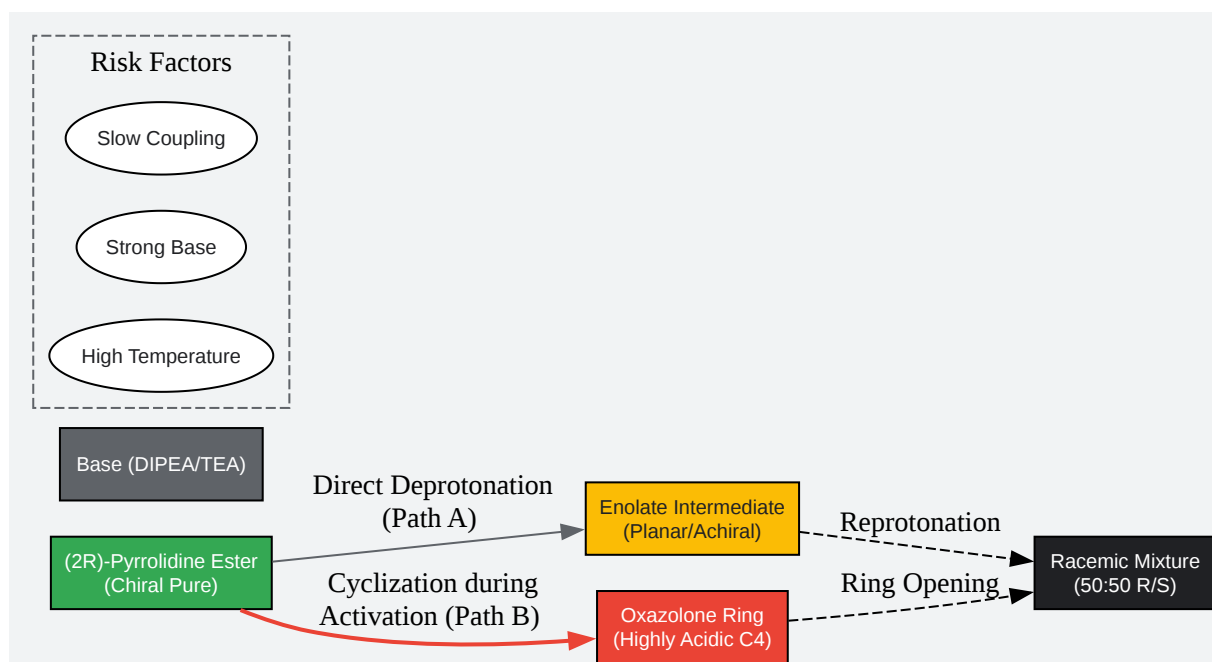 Risk Factors
Slow Coupling
Strong Base
High Temperature
Base (DIPEA/TEA)
(2R)-Pyrrolidine Ester
(Chiral Pure)
Direct Deprotonation
(Path A)
Cyclization during
Activation (Path B)
Enolate Intermediate
(Planar/Achiral)
Oxazolone Ring
(Highly Acidic C4)
Reprotonation
Ring Opening
Racemic Mixture
(50:50 R/S)